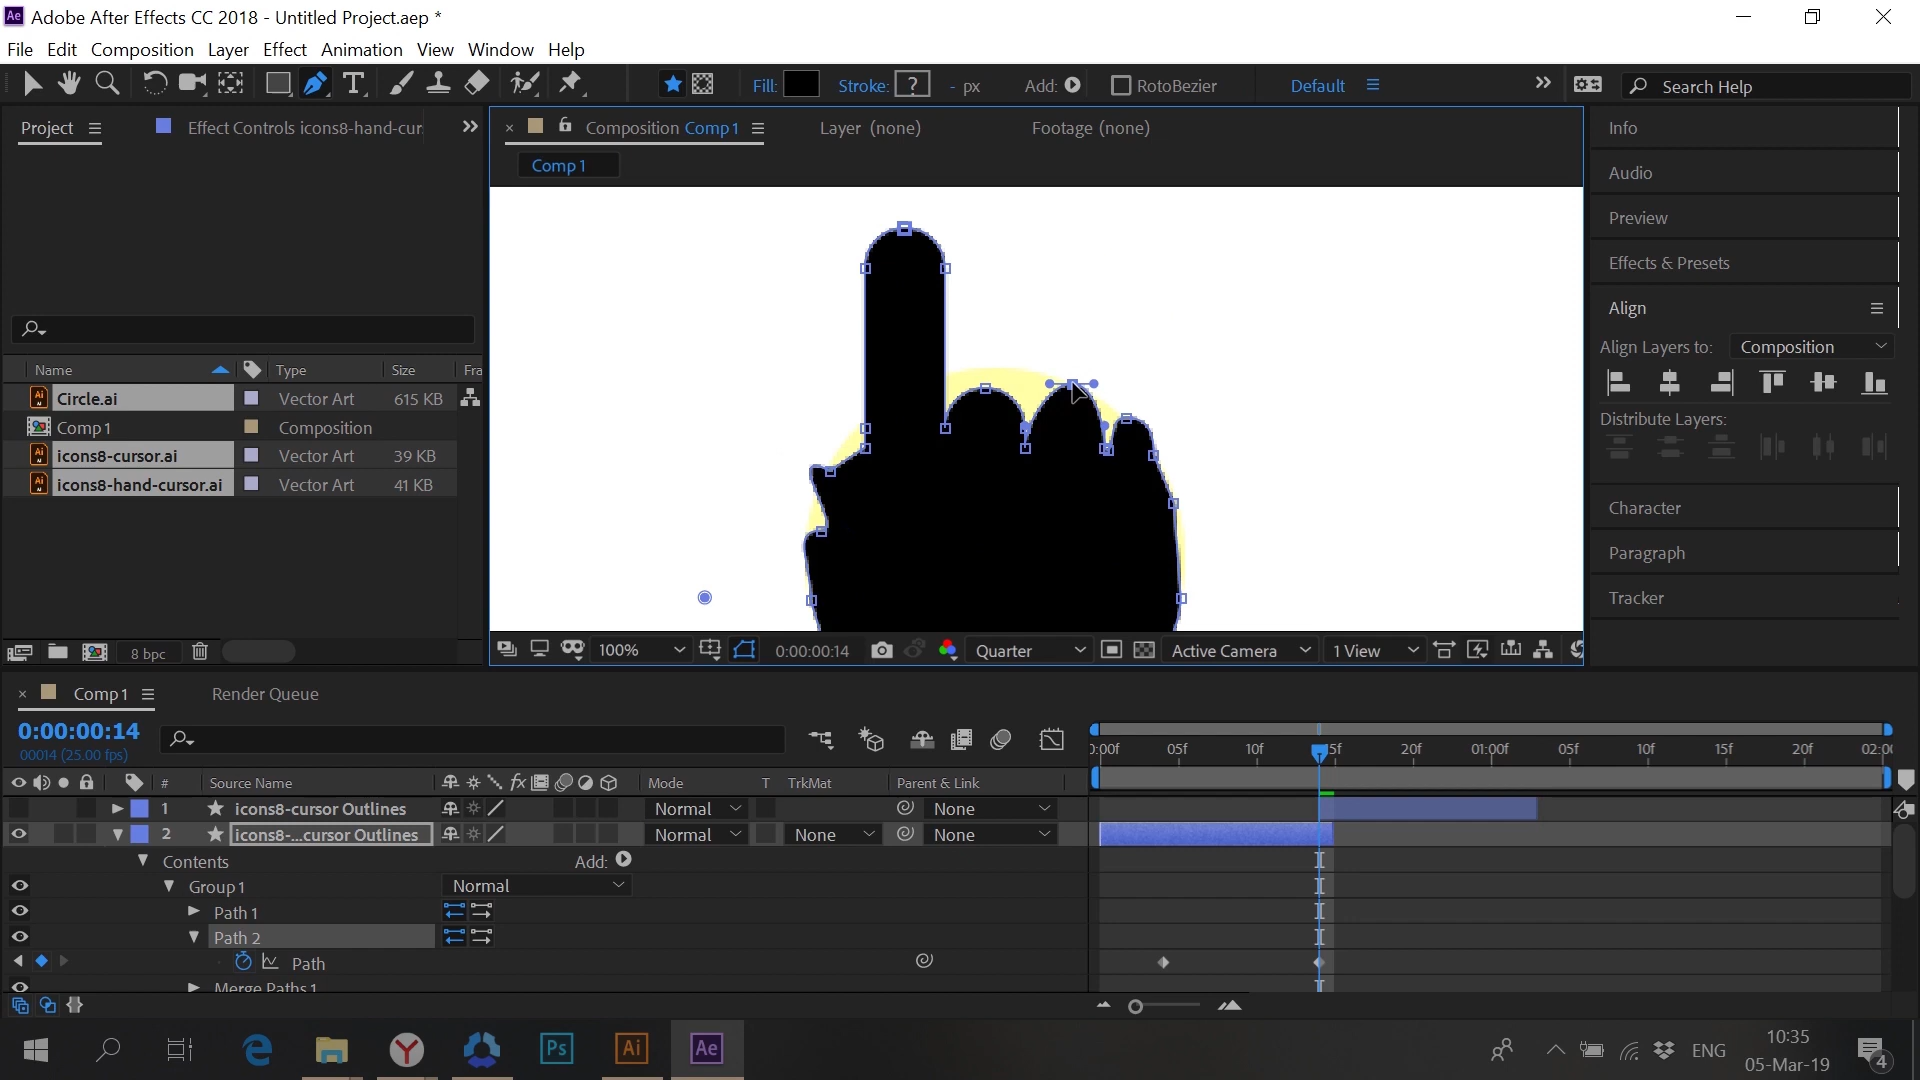 Ae Adobe After Effects CC 2018 - Untitled Project.aep *
File Edit Composition Layer Effect Animation View Window Help
Fill: Stroke: ? - px Add: RotoBezier Default Search Help
Project Effect Controls icons8-hand-cur
Composition Comp 1 Layer (none) Footage (none)
Comp 1
Info
Audio
Preview
Effects & Presets
Align
Align Layers to: Composition
Distribute Layers:
Character
Paragraph
Tracker
Name Type Size Fra
Circle.ai Vector Art 615 KB
Comp 1 Composition
icons8-cursor.ai Vector Art 39 KB
icons8-hand-cursor.ai Vector Art 41 KB
8 bpc
100% 0:00:00:14 Quarter Active Camera 1 View
Comp 1 Render Queue
0:00:00:14
00014 (25.00 fps)
0:00f 05f 10f 15f 20f 01:00f 05f 10f 15f 20f 02:00
# Source Name Mode T TrkMat Parent & Link
1 icons8-cursor Outlines Normal None
2 icons8-...cursor Outlines Normal None None
Contents Add:
Group 1 Normal
Path 1
Path 2
Path
Merge Paths 1
Ps Ai Ae ENG
10:35
05-Mar-19
4